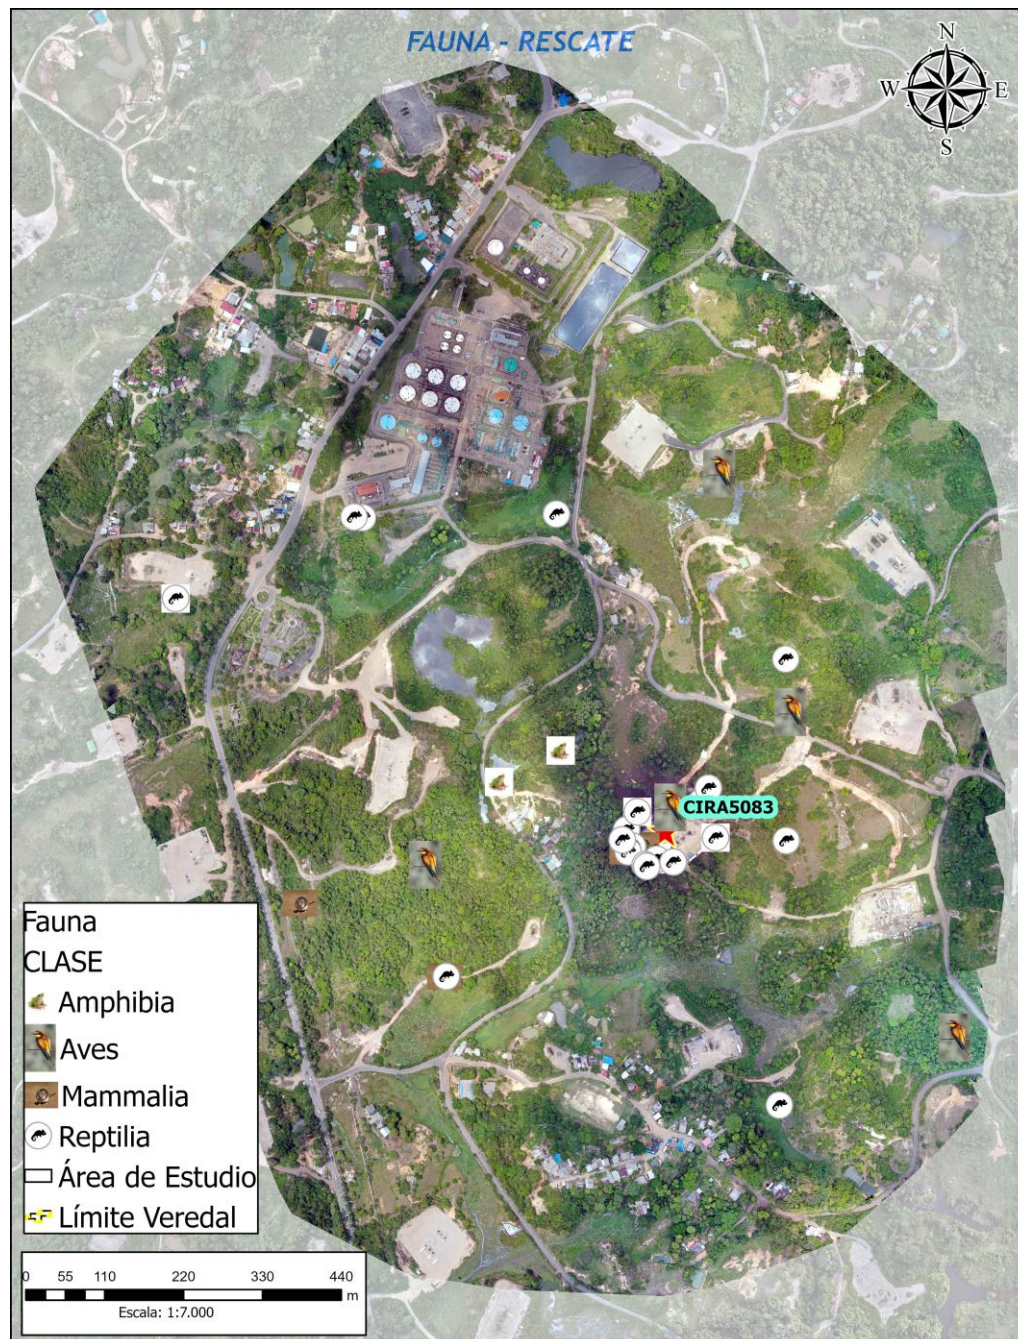 FAUNA - RESCATE
N
W
E
S
CIRA5083
Fauna
CLASE
Amphibia
Aves
Mammalia
Reptilia
Área de Estudio
Límite Veredal
0 55 110 220 330 440
m
Escala: 1:7.000